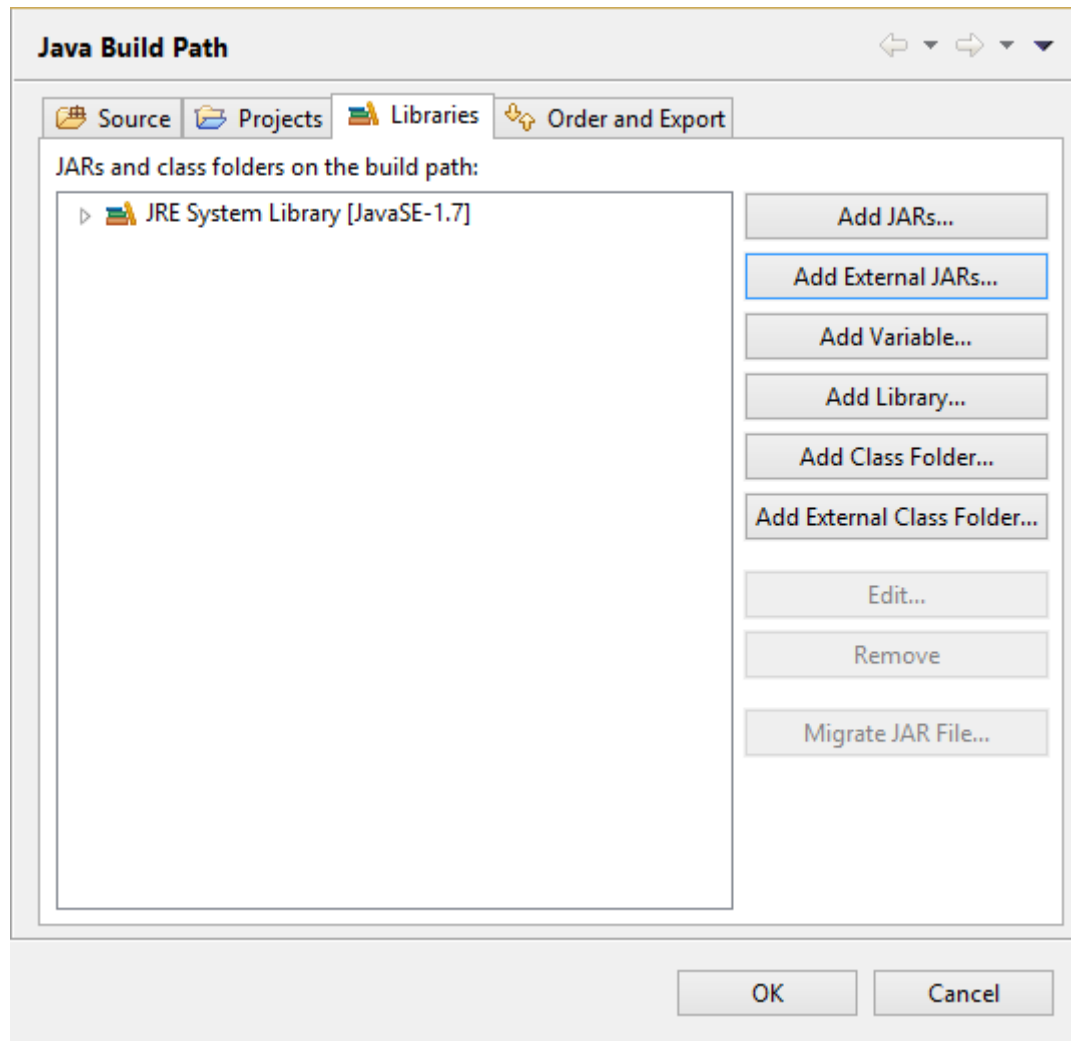 Java Build Path
Source Projects Libraries Order and Export
JARs and class folders on the build path:
JRE System Library [JavaSE-1.7]
Add JARs...
Add External JARs...
Add Variable...
Add Library...
Add Class Folder...
Add External Class Folder...
Edit...
Remove
Migrate JAR File...
OK Cancel